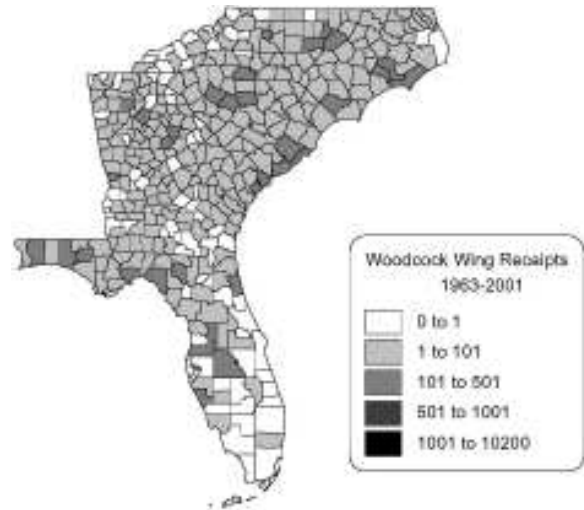 Woodcock Wing Receipts
1963-2001
0 to 1
1 to 101
101 to 501
501 to 1001
1001 to 10200